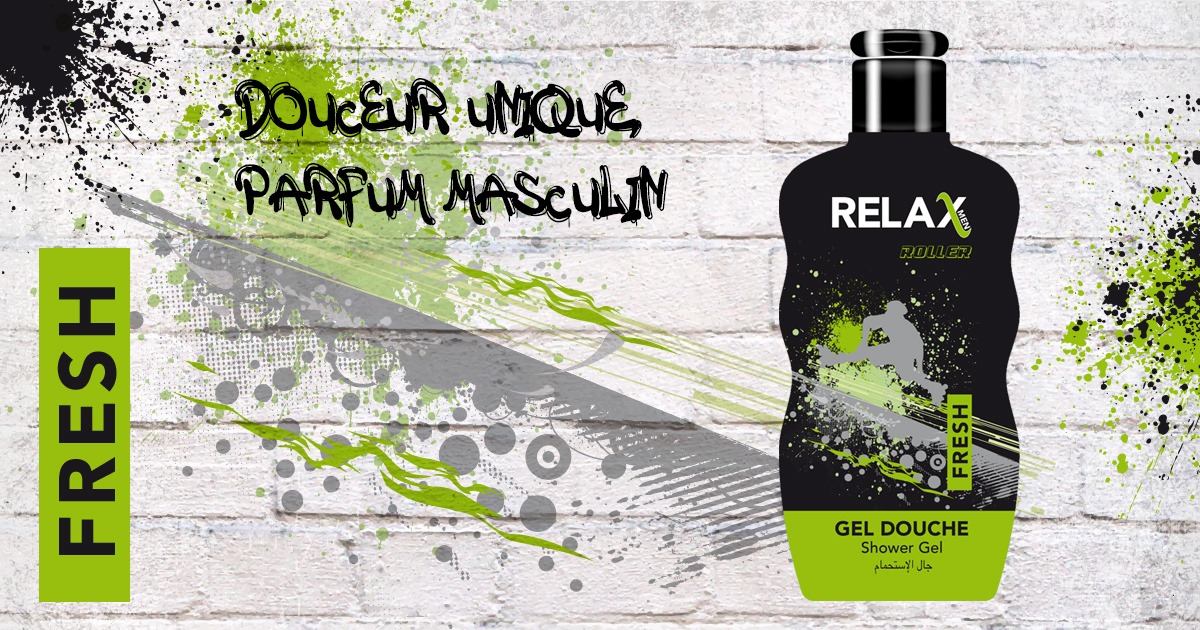 DOUCEUR UNIQUE
PARFUM MASCULIN
FRESH
RELAX
MEN
ROLLER
FRESH
GEL DOUCHE
Shower Gel
جال الإستحمام